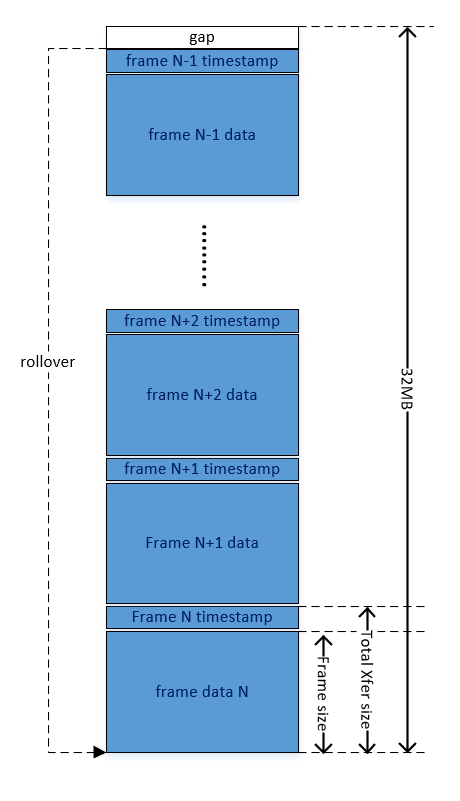 gap
frame N-1 timestamp
frame N-1 data
frame N+2 timestamp
rollover
frame N+2 data
32MB
frame N+1 timestamp
Frame N+1 data
Frame N timestamp
frame data N
Frame size
Total Xfer size